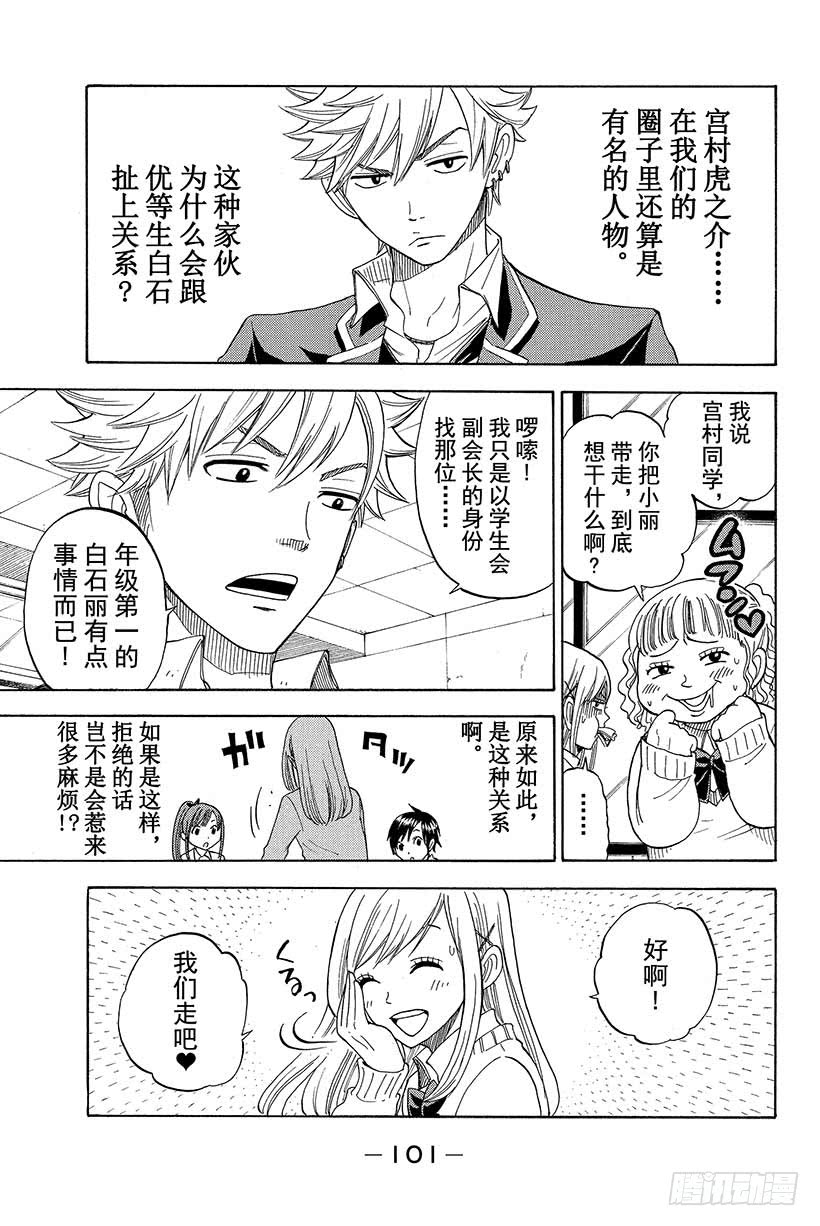 宫村虎之介……
在我们的
圈子里还算是
有名的人物。
这种家伙
为什么会跟
优等生白石
扯上关系？
我说
宫村同学，
你把小丽
带走，到底
想干什么啊？
ムフーン♥
……
啰嗦！
我只是以学生会
副会长的身份
找那位……
年级第一的
白石丽有点
事情而已！
原来如此，
是这种关系
啊。
ガタッ
如果是这样，
拒绝的话
岂不是会惹来
很多麻烦!?
好啊！
くるっ
我们走吧♥
—101—
腾讯动漫